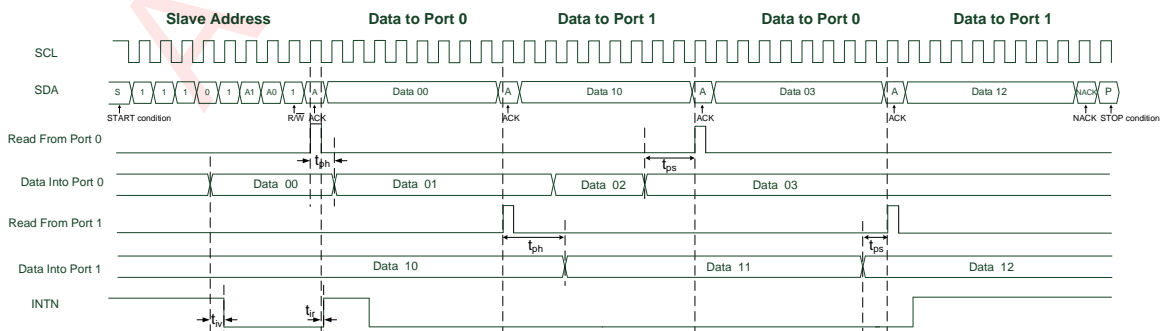 Slave Address Data to Port 0 Data to Port 1 Data to Port 0 Data to Port 1
SCL
SDA S 1 1 1 0 1 A1 A0 1 A Data 00 A Data 10 A Data 03 A Data 12 NACK P
START condition R/W ACK ACK ACK ACK NACK STOP condition
Read From Port 0
tph tps
Data Into Port 0 Data 00 Data 01 Data 02 Data 03
Read From Port 1
tph tps
Data Into Port 1 Data 10 Data 11 Data 12
INTN
tiv tir